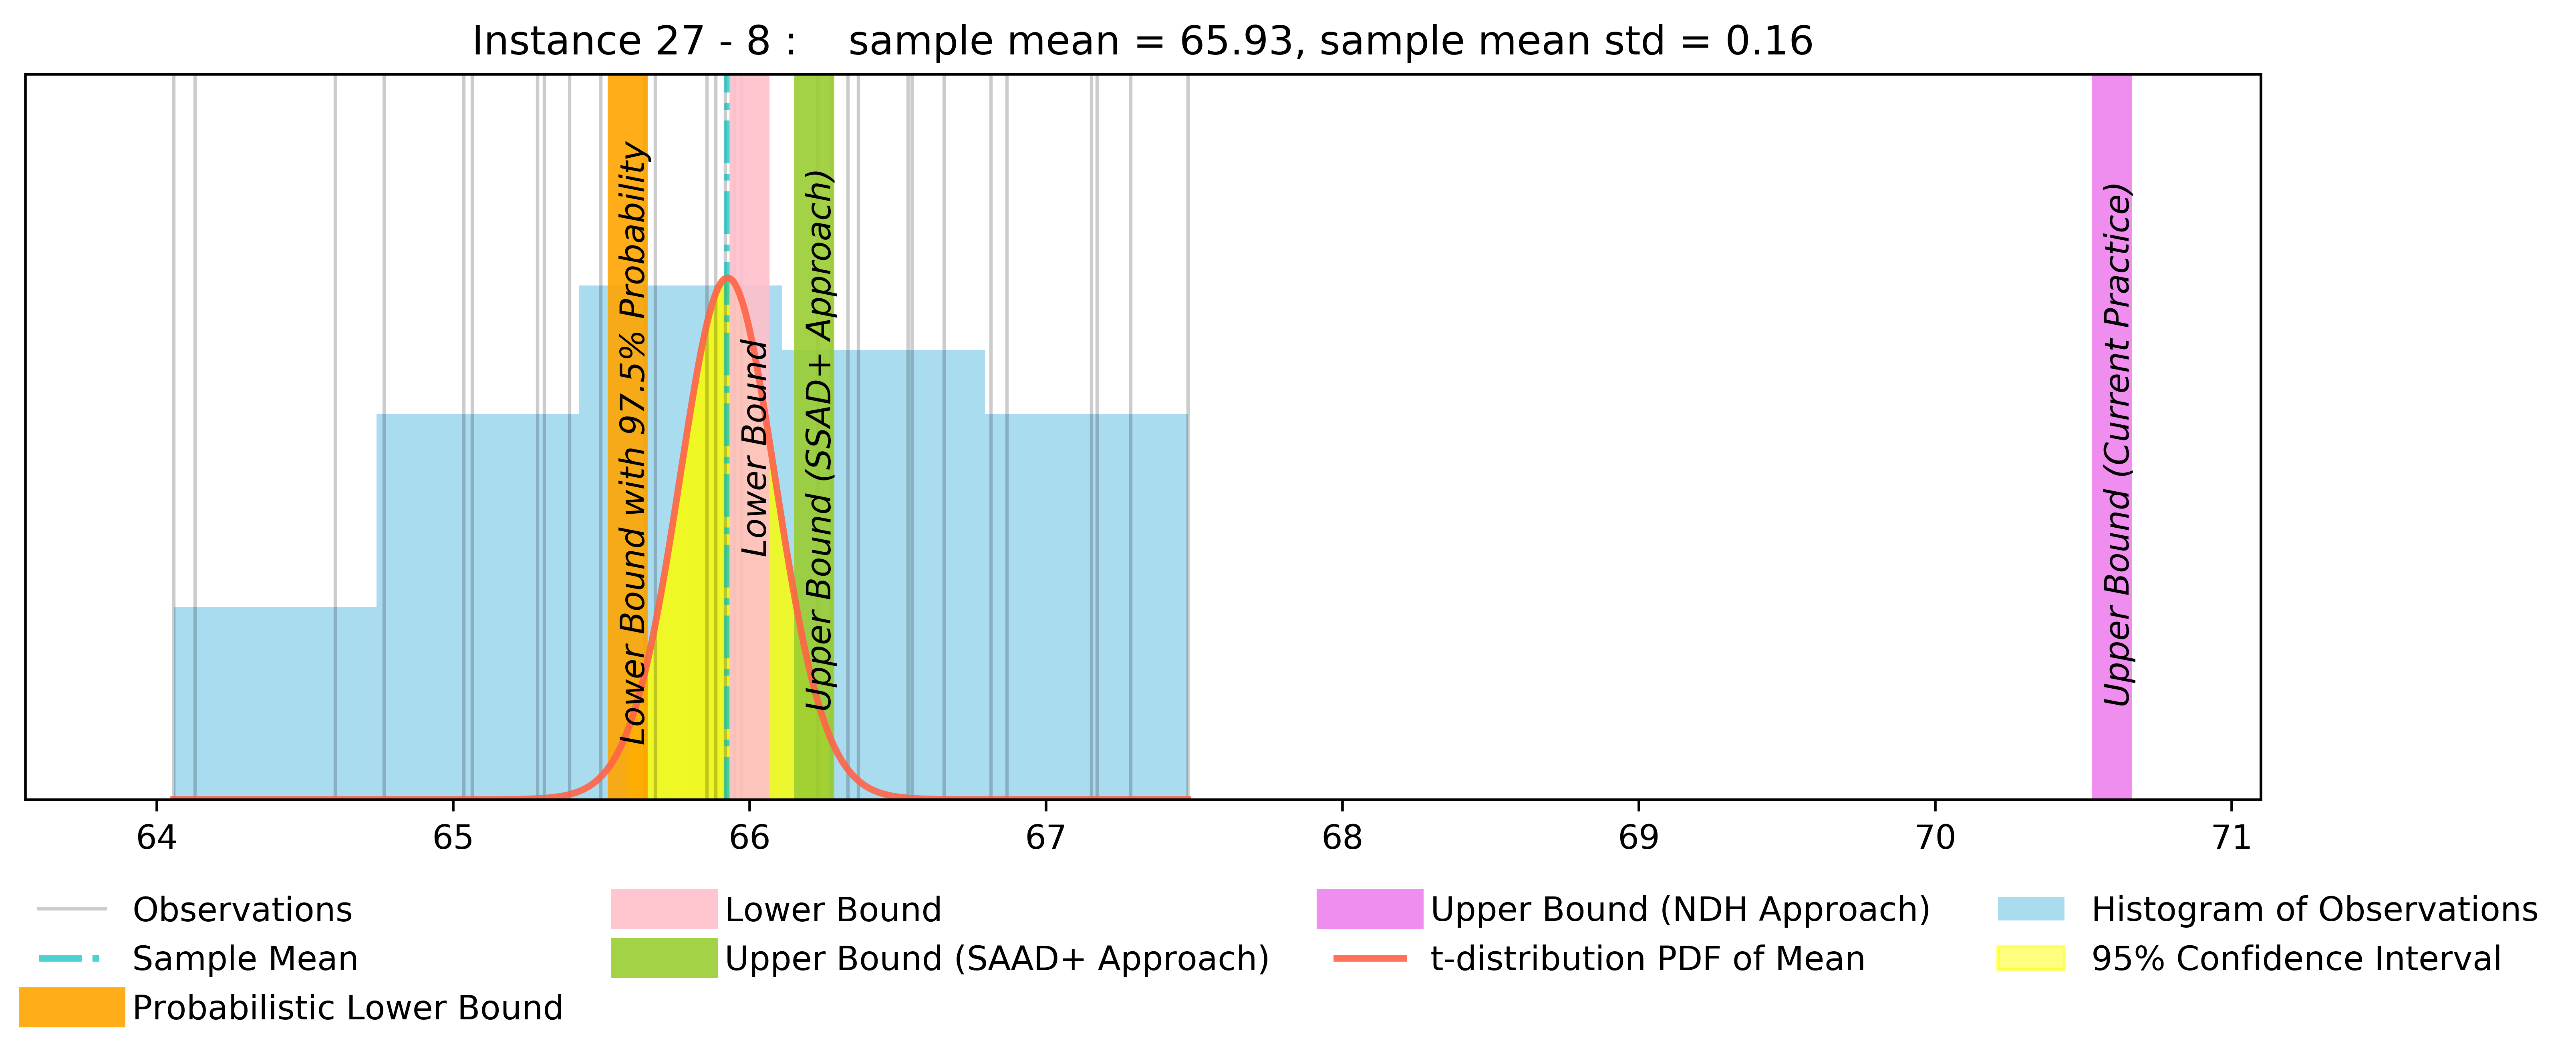 Instance 27 - 8 :    sample mean = 65.93, sample mean std = 0.16
Lower Bound with 97.5% Probability
Lower Bound
Upper Bound (SSAD+ Approach)
Upper Bound (Current Practice)
64 65 66 67 68 69 70 71
Observations
Sample Mean
Probabilistic Lower Bound
Lower Bound
Upper Bound (SAAD+ Approach)
Upper Bound (NDH Approach)
t-distribution PDF of Mean
Histogram of Observations
95% Confidence Interval